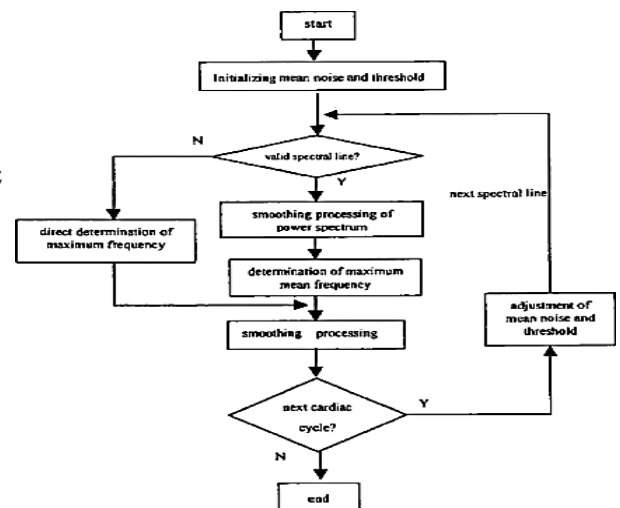 start
Initializing mean noise and threshold
N
valid spectral line?
Y
next spectral line
smoothing processing of
power spectrum
direct determination of
maximum frequency
determination of maximum
mean frequency
adjustment of
mean noise and
threshold
smoothing processing
next cardiac
cycle?
Y
N
end